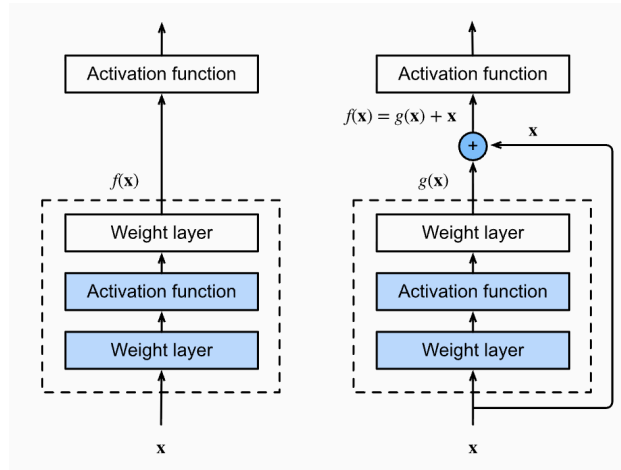 Activation function
f(x)
Weight layer
Activation function
Weight layer
x
Activation function
f(x) = g(x) + x
+
x
g(x)
Weight layer
Activation function
Weight layer
x